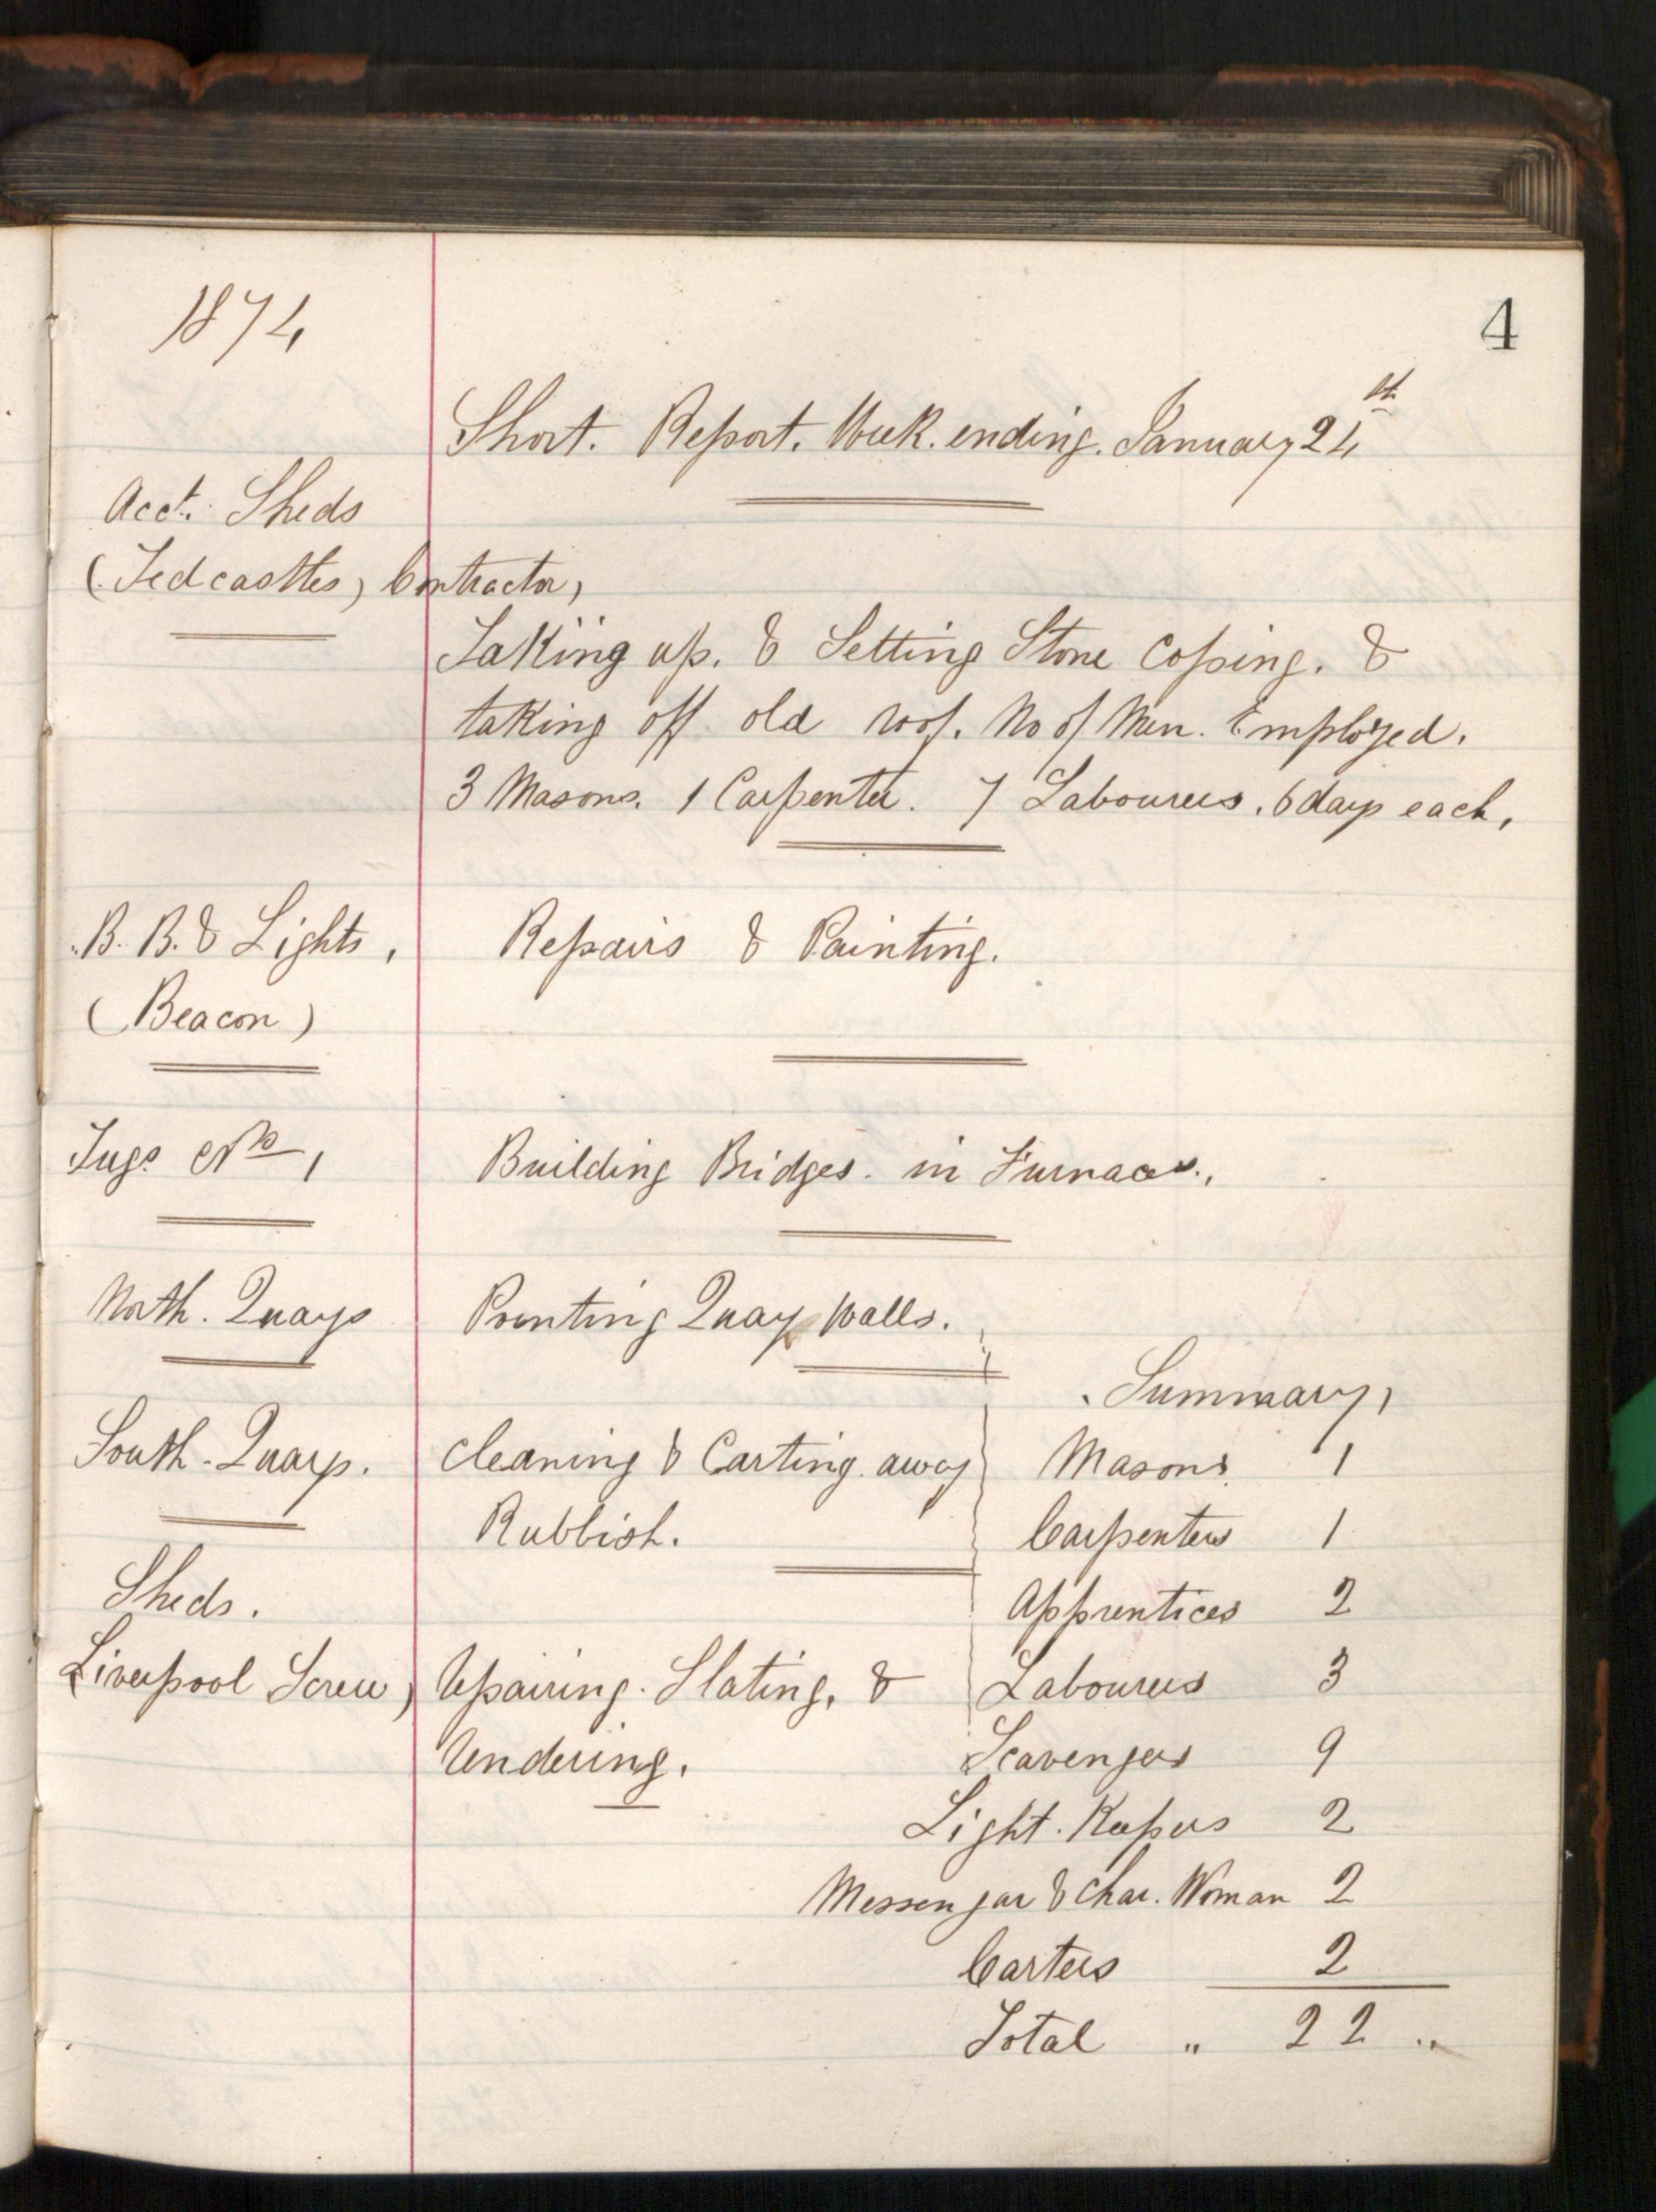 1874
4
Short. Report. Week. ending. January 24th
Acct. Sheds
(Tedcastles) Contractor,
Taking up. & Setting Stone Coping. &
taking off old roof. No of Men. Employed.
3 Masons. 1 Carpenter. 7 Labourers. 6 days each,
B. B. & Lights,
Repairs & Painting.
(Beacon)
Tugs No,
Building Bridges. in Furnaces.,
North. Quays
Pointing Quay Walls.
Summary,
South. Quays.
Cleaning & Carting. away
Masons. 1
Rubbish.
Carpenters 1
Sheds.
Apprentices 2
Liverpool Screw)
Repairing. Slating. &
Labourers 3
Rendering.
Scavengers 9
Light. Keepers 2
Messengar & Char. Woman 2
Carters 2
Total " 22 "